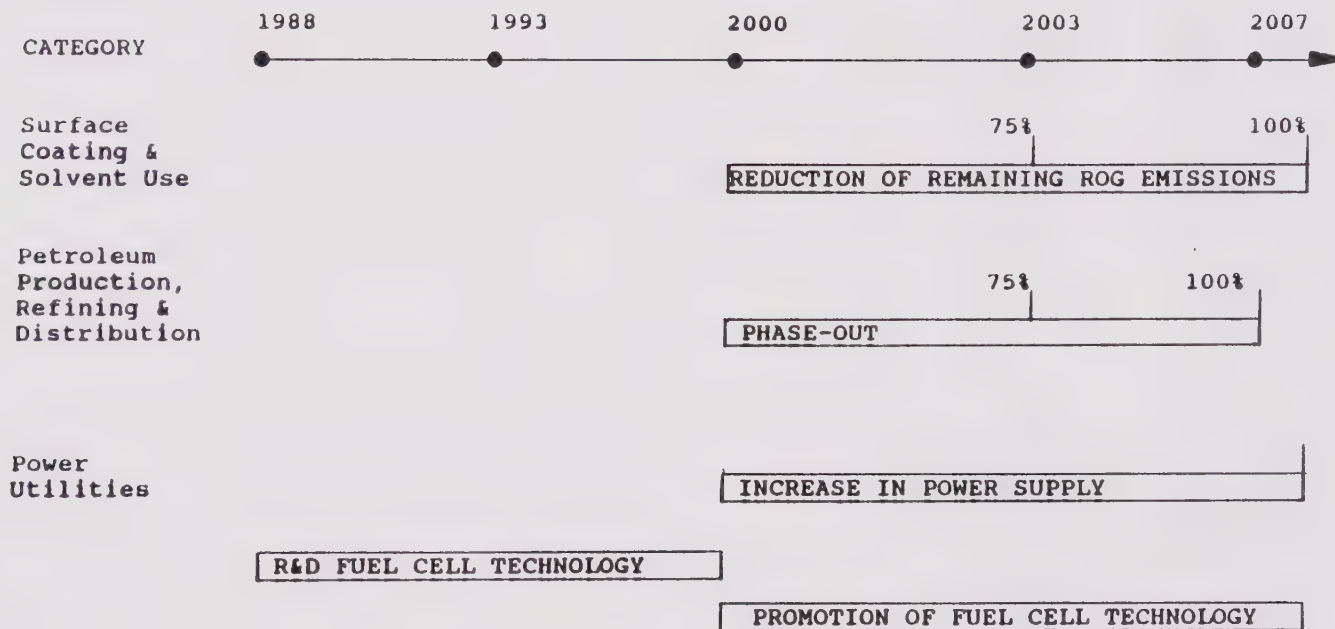 1988 1993 2000 2003 2007
CATEGORY
Surface
Coating &
Solvent Use
75% 100%
REDUCTION OF REMAINING ROG EMISSIONS
Petroleum
Production,
Refining &
Distribution
75% 100%
PHASE-OUT
Power
Utilities
INCREASE IN POWER SUPPLY
R&D FUEL CELL TECHNOLOGY
PROMOTION OF FUEL CELL TECHNOLOGY